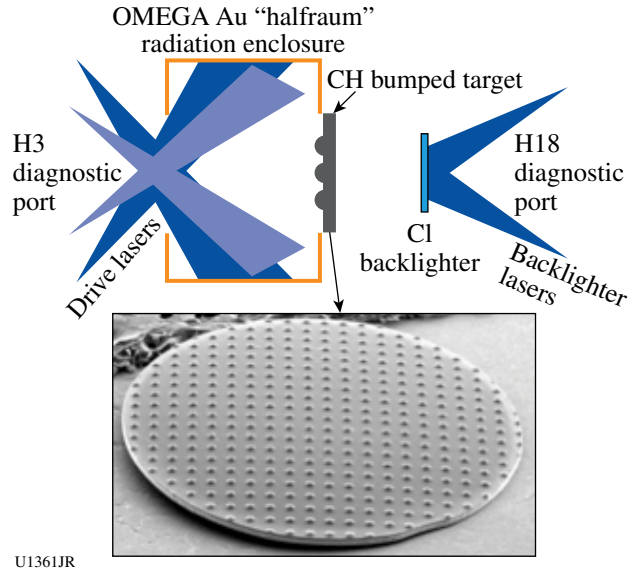 OMEGA Au “halfraum”
radiation enclosure
CH bumped target
H3
diagnostic
port
H18
diagnostic
port
Drive lasers
Cl
backlighter
Backlighter
lasers
U1361JR